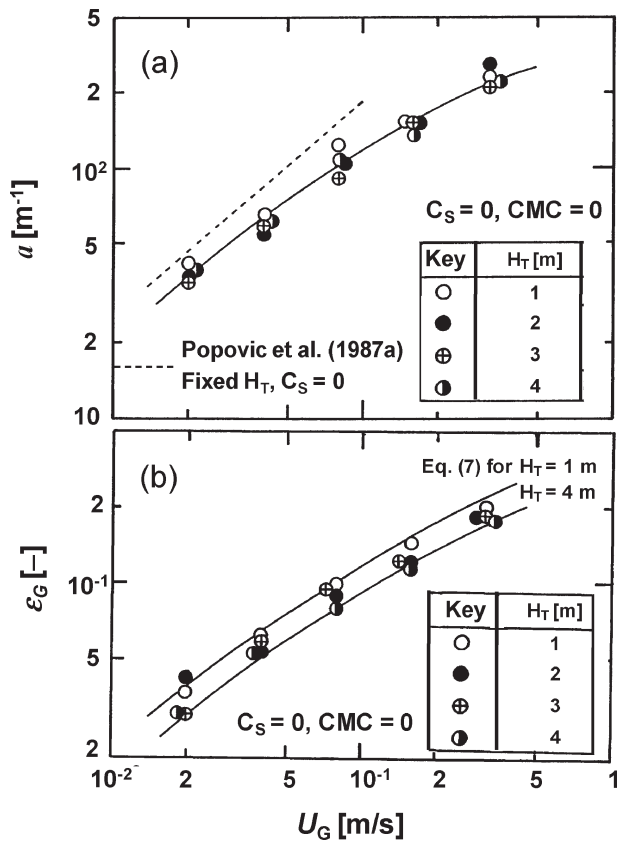 (a)
5
2
10²
5
2
10
a [m⁻¹]
C_S = 0, CMC = 0
Key H_T [m]
1
2
3
4
Popovic et al. (1987a)
Fixed H_T, C_S = 0
(b)
Eq. (7) for H_T = 1 m
H_T = 4 m
2
10⁻¹
5
2
ε_G [–]
Key H_T [m]
1
2
3
4
C_S = 0, CMC = 0
10⁻² 2 5 10⁻¹ 2 5 1
U_G [m/s]